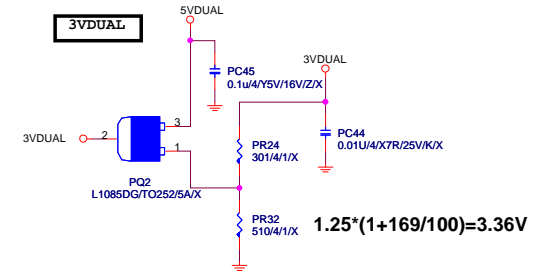 3VDUAL
5VDUAL
PC45
0.1u/4/Y5V/16V/Z/X
3VDUAL
3VDUAL
2
3
1
PQ2
L1085DG/TO252/5A/X
PR24
301/4/1/X
PC44
0.01U/4/X7R/25V/K/X
PR32
510/4/1/X
1.25*(1+169/100)=3.36V